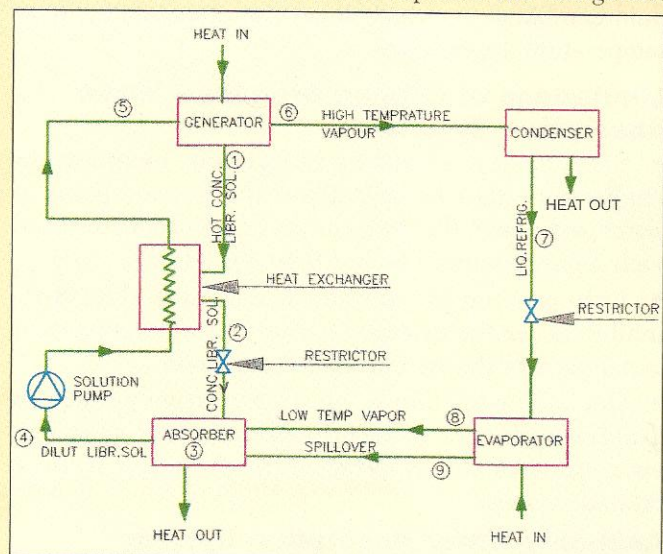 HEAT IN
⑤
GENERATOR
⑥
HIGH TEMPRATURE
VAPOUR
CONDENSER
①
HOT CONC.
LIBR. SOL.
HEAT OUT
LIQ.REFRIG.
⑦
HEAT EXCHANGER
②
CONC.LIBR. SOL.
RESTRICTOR
RESTRICTOR
SOLUTION
PUMP
④
DILUT LIBR.SOL
ABSORBER
③
LOW TEMP VAPOR
⑧
SPILLOVER
⑨
EVAPORATOR
HEAT OUT
HEAT IN